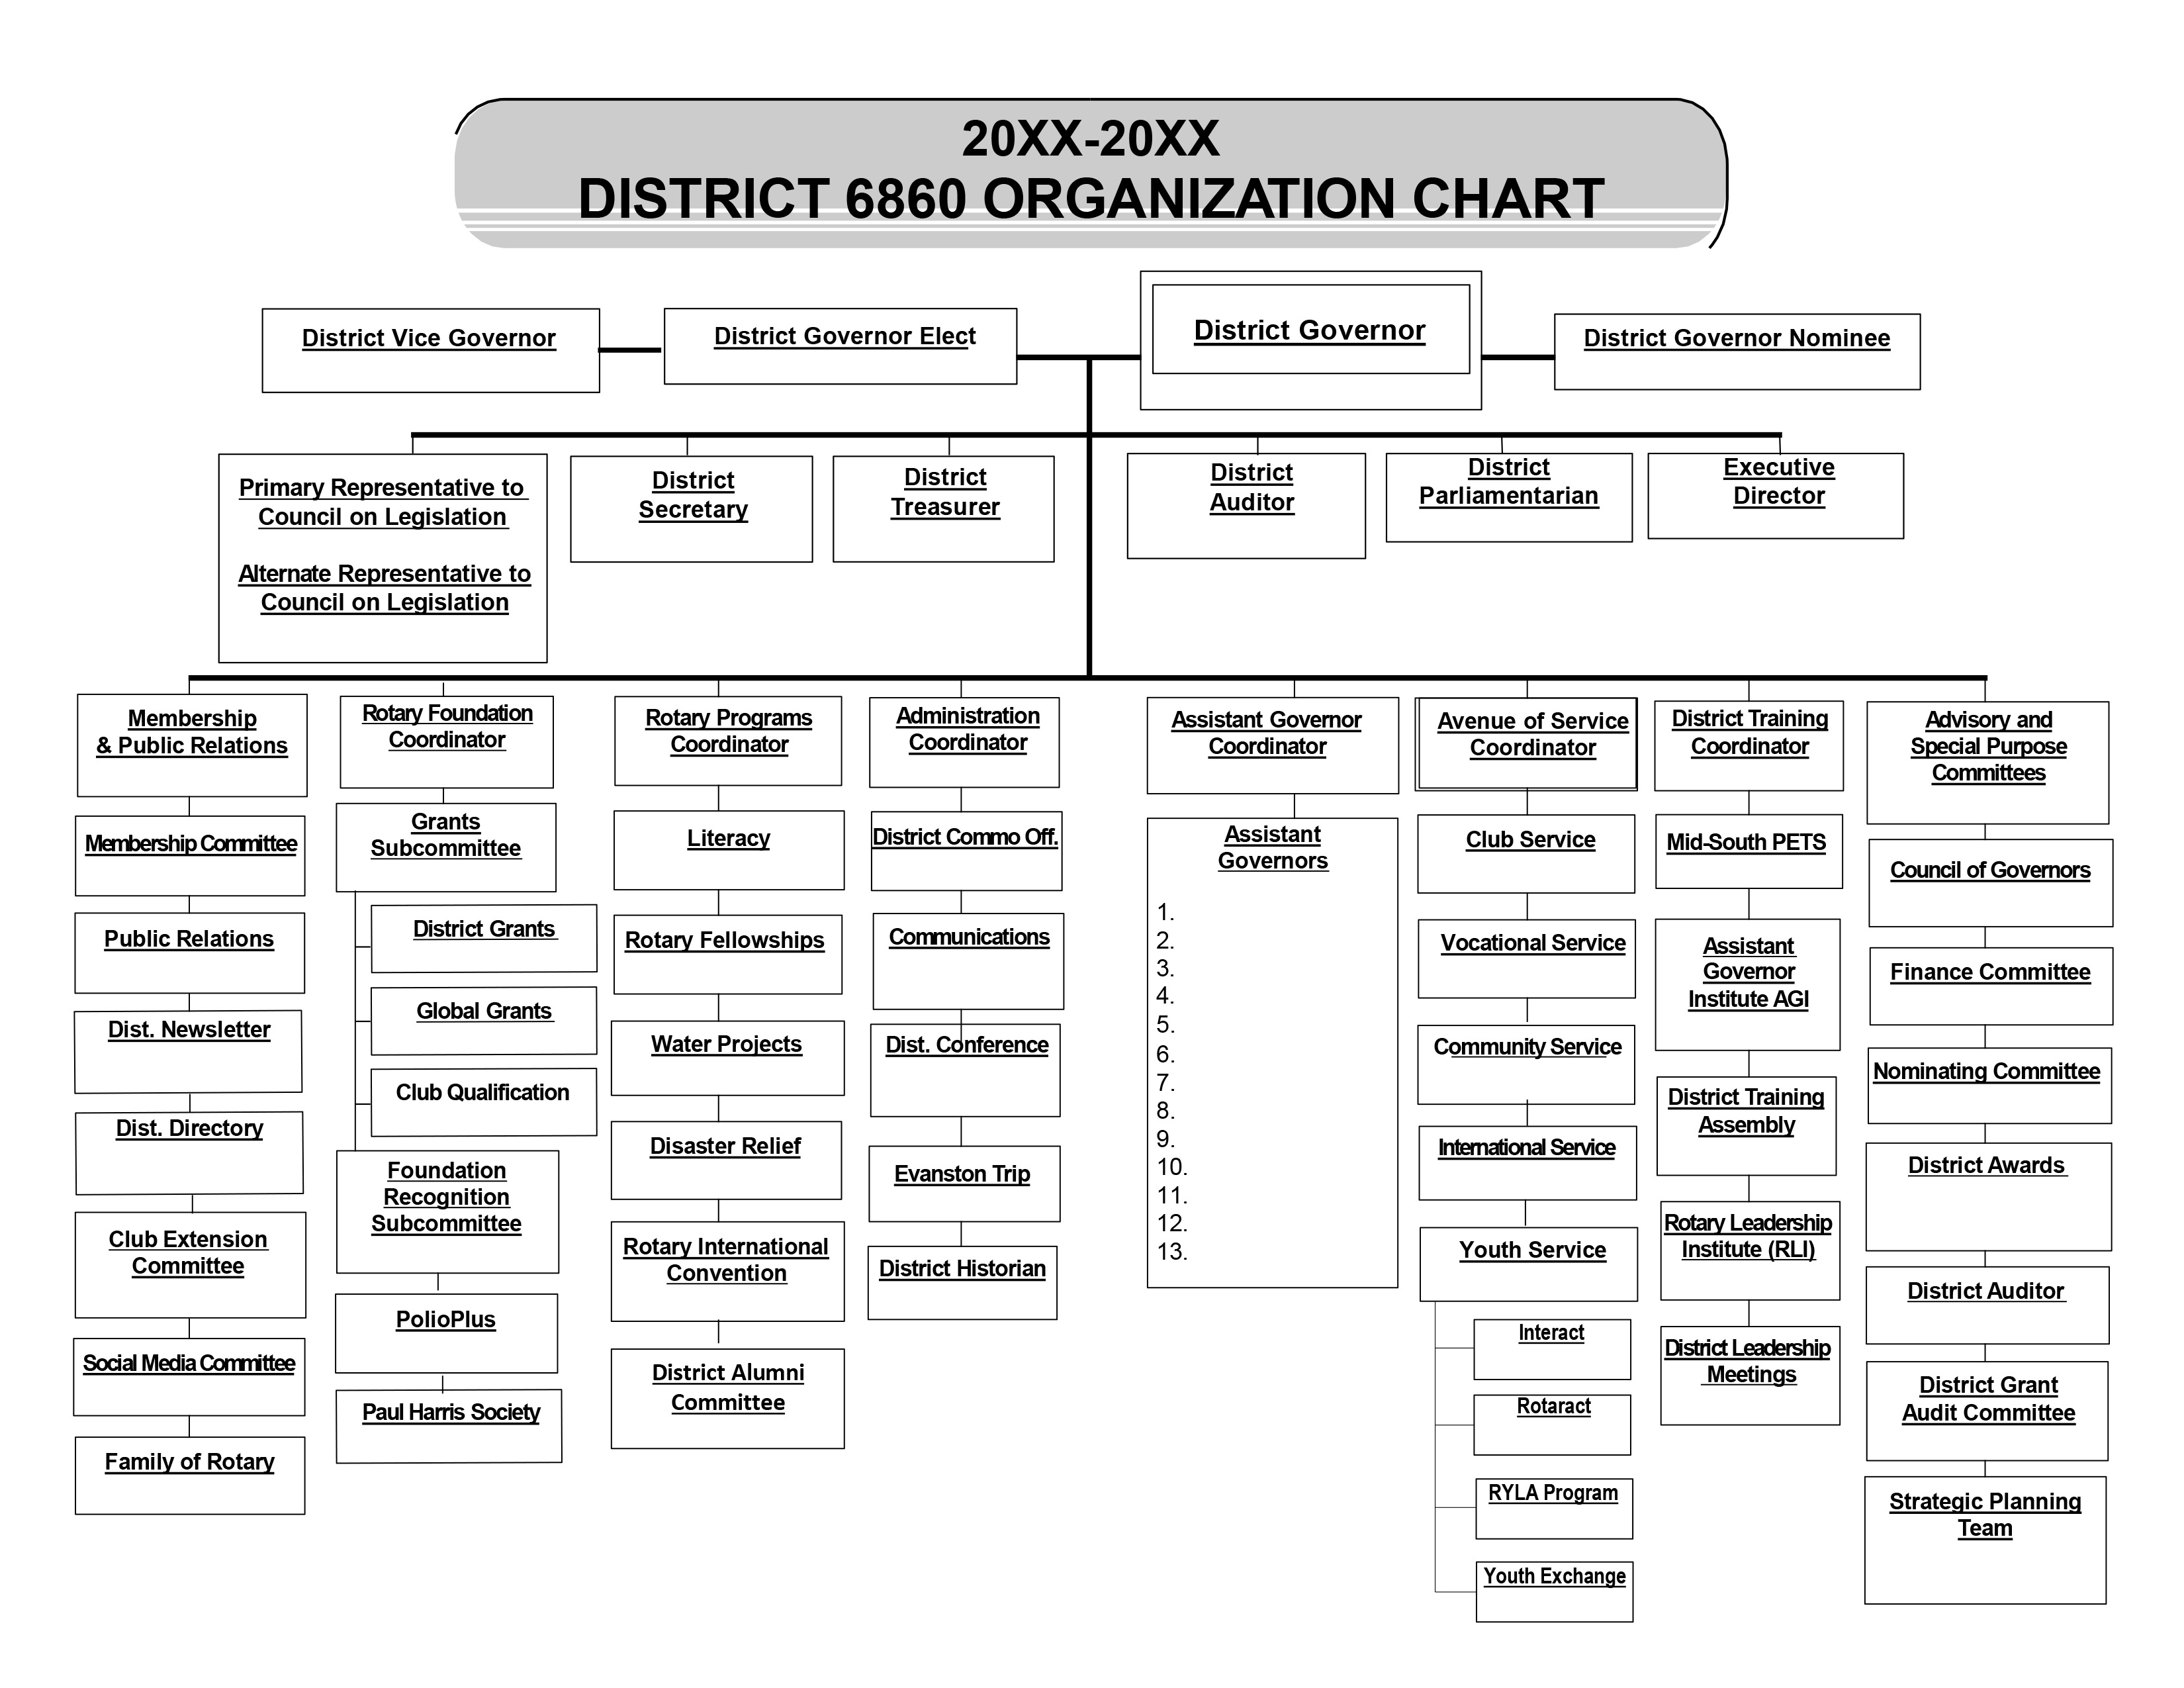 20XX-20XX
DISTRICT 6860 ORGANIZATION CHART
District Vice Governor
District Governor Elect
District Governor
District Governor Nominee
Primary Representative to
Council on Legislation
Alternate Representative to
Council on Legislation
District
Secretary
District
Treasurer
District
Auditor
District
Parliamentarian
Executive
Director
Membership
& Public Relations
Membership Committee
Public Relations
Dist. Newsletter
Dist. Directory
Club Extension
Committee
Social Media Committee
Family of Rotary
Rotary Foundation
Coordinator
Grants
Subcommittee
District Grants
Global Grants
Club Qualification
Foundation
Recognition
Subcommittee
PolioPlus
Paul Harris Society
Rotary Programs
Coordinator
Literacy
Rotary Fellowships
Water Projects
Disaster Relief
Rotary International
Convention
District Alumni
Committee
Administration
Coordinator
District Commo Off.
Communications
Dist. Conference
Evanston Trip
District Historian
Assistant Governor
Coordinator
Assistant
Governors
1.
2.
3.
4.
5.
6.
7.
8.
9.
10.
11.
12.
13.
Avenue of Service
Coordinator
Club Service
Vocational Service
Community Service
International Service
Youth Service
Interact
Rotaract
RYLA Program
Youth Exchange
District Training
Coordinator
Mid-South PETS
Assistant
Governor
Institute AGI
District Training
Assembly
Rotary Leadership
Institute (RLI)
District Leadership
Meetings
Advisory and
Special Purpose
Committees
Council of Governors
Finance Committee
Nominating Committee
District Awards
District Auditor
District Grant
Audit Committee
Strategic Planning
Team